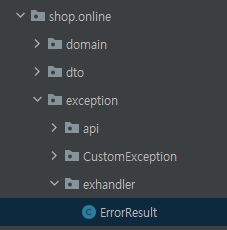 shop.online
domain
dto
exception
api
CustomException
exhandler
C ErrorResult